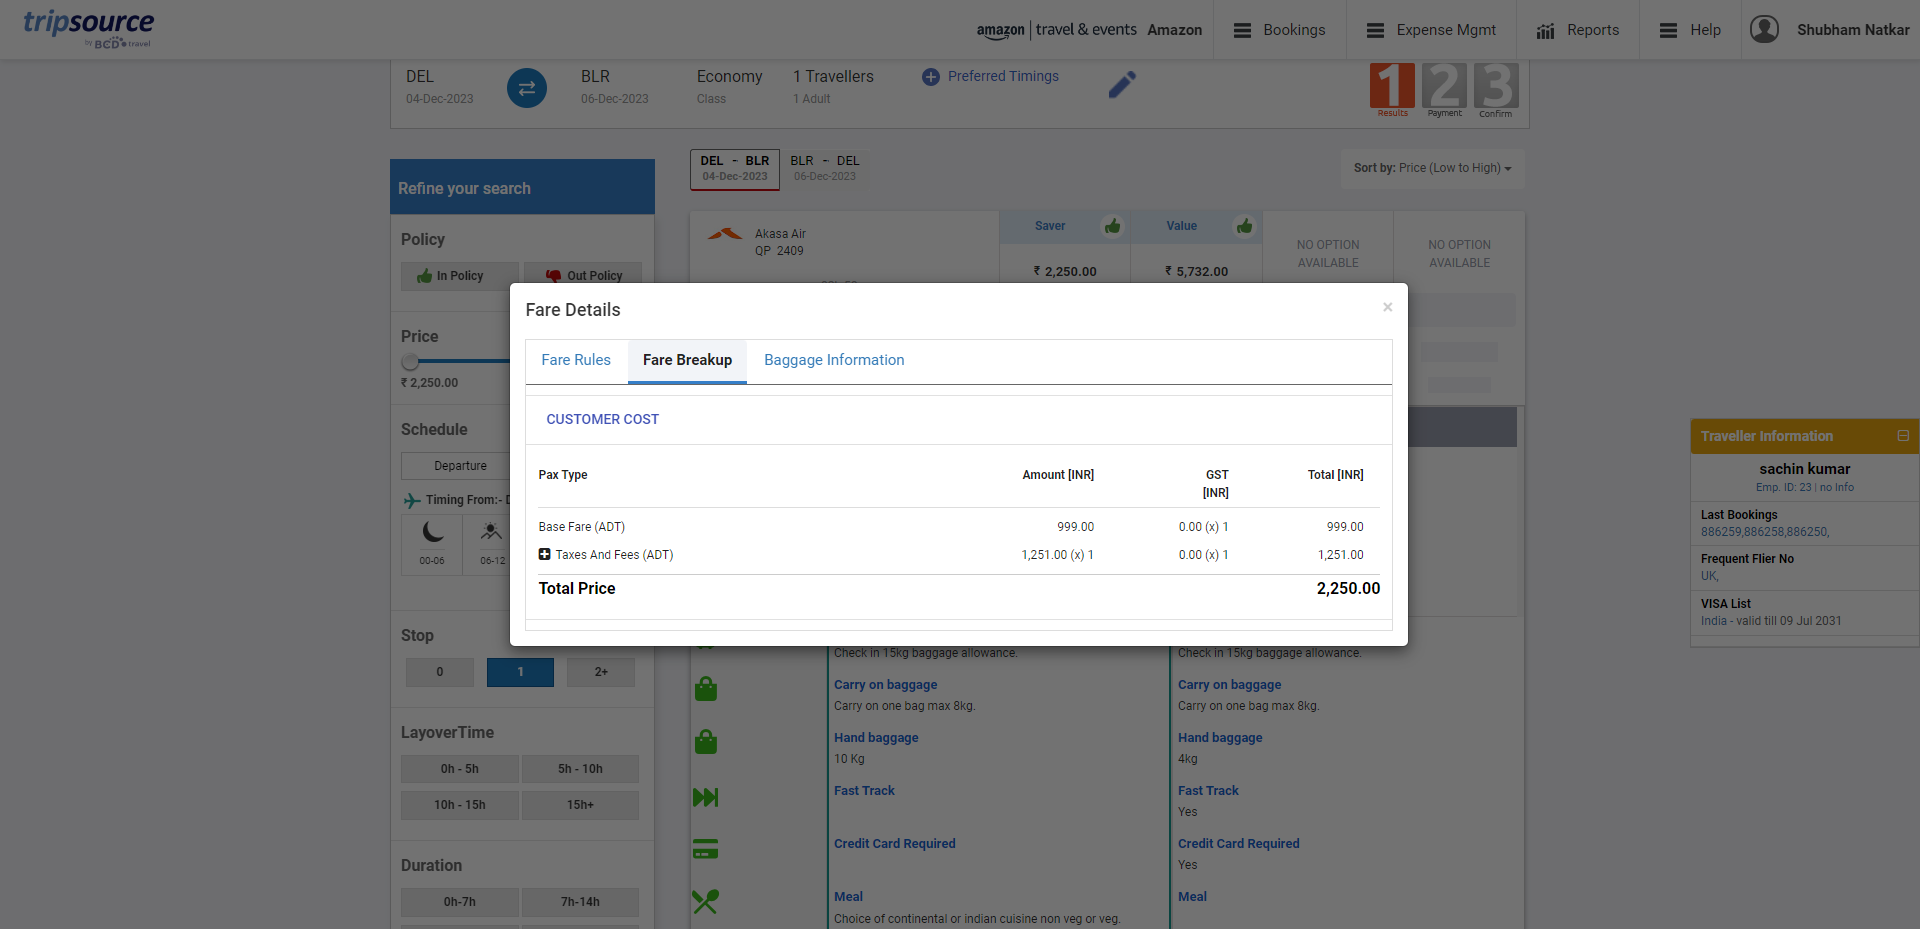 tripsource
by BCD travel
amazon | travel & events Amazon
Bookings
Expense Mgmt
Reports
Help
Shubham Natkar
DEL
04-Dec-2023
BLR
06-Dec-2023
Economy
Class
1 Travellers
1 Adult
Preferred Timings
1 2 3
Results Payment Confirm
DEL - BLR
04-Dec-2023
BLR - DEL
06-Dec-2023
Sort by: Price (Low to High)
Refine your search
Policy
In Policy
Out Policy
Price
₹ 2,250.00
Schedule
Departure
Timing From:-
00-06
06-12
Stop
0
1
2+
LayoverTime
0h - 5h
5h - 10h
10h - 15h
15h+
Duration
0h-7h
7h-14h
Akasa Air
QP 2409
Saver
₹ 2,250.00
Value
₹ 5,732.00
NO OPTION
AVAILABLE
NO OPTION
AVAILABLE
Fare Details
×
Fare Rules
Fare Breakup
Baggage Information
CUSTOMER COST
Pax Type Amount [INR] GST [INR] Total [INR]
Base Fare (ADT) 999.00 0.00 (x) 1 999.00
Taxes And Fees (ADT) 1,251.00 (x) 1 0.00 (x) 1 1,251.00
Total Price 2,250.00
Check in 15kg baggage allowance.
Check in 15kg baggage allowance.
Carry on baggage
Carry on one bag max 8kg.
Carry on baggage
Carry on one bag max 8kg.
Hand baggage
10 Kg
Hand baggage
4kg
Fast Track
Fast Track
Yes
Credit Card Required
Credit Card Required
Yes
Meal
Choice of continental or indian cuisine non veg or veg.
Meal
Traveller Information
sachin kumar
Emp. ID: 23 | no Info
Last Bookings
886259,886258,886250,
Frequent Flier No
UK,
VISA List
India - valid till 09 Jul 2031